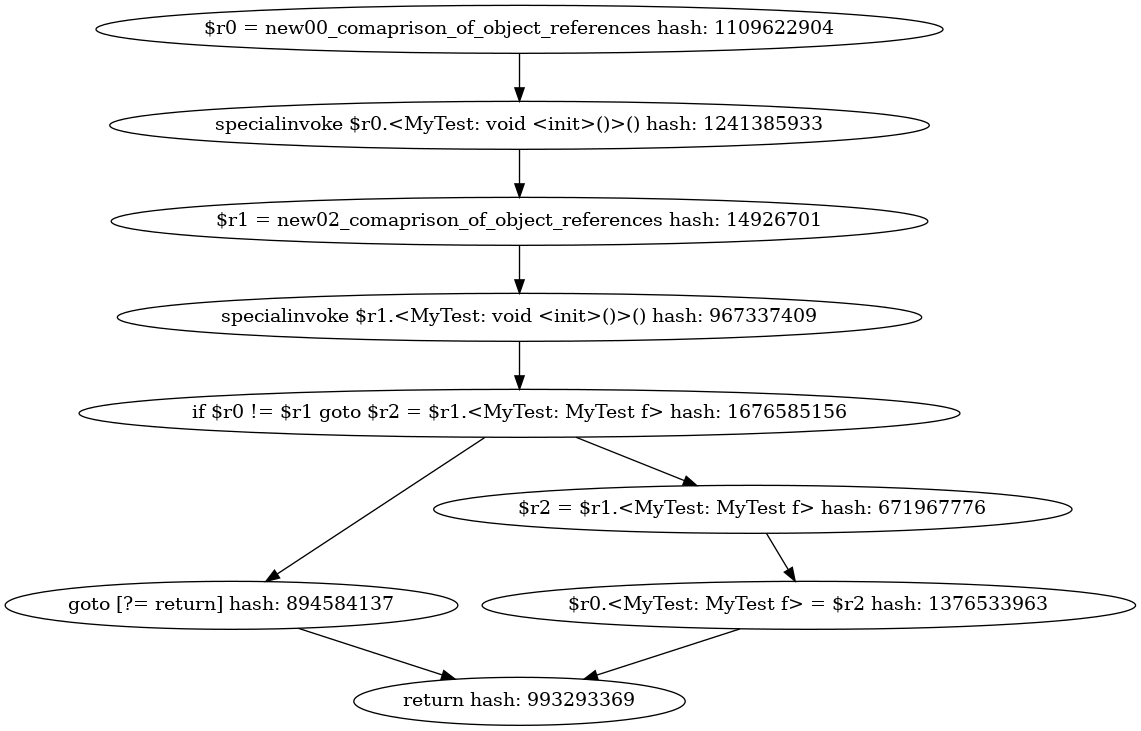 $r0 = new00_comaprison_of_object_references hash: 1109622904
specialinvoke $r0.<MyTest: void <init>()>() hash: 1241385933
$r1 = new02_comaprison_of_object_references hash: 14926701
specialinvoke $r1.<MyTest: void <init>()>() hash: 967337409
if $r0 != $r1 goto $r2 = $r1.<MyTest: MyTest f> hash: 1676585156
$r2 = $r1.<MyTest: MyTest f> hash: 671967776
goto [?= return] hash: 894584137
$r0.<MyTest: MyTest f> = $r2 hash: 1376533963
return hash: 993293369